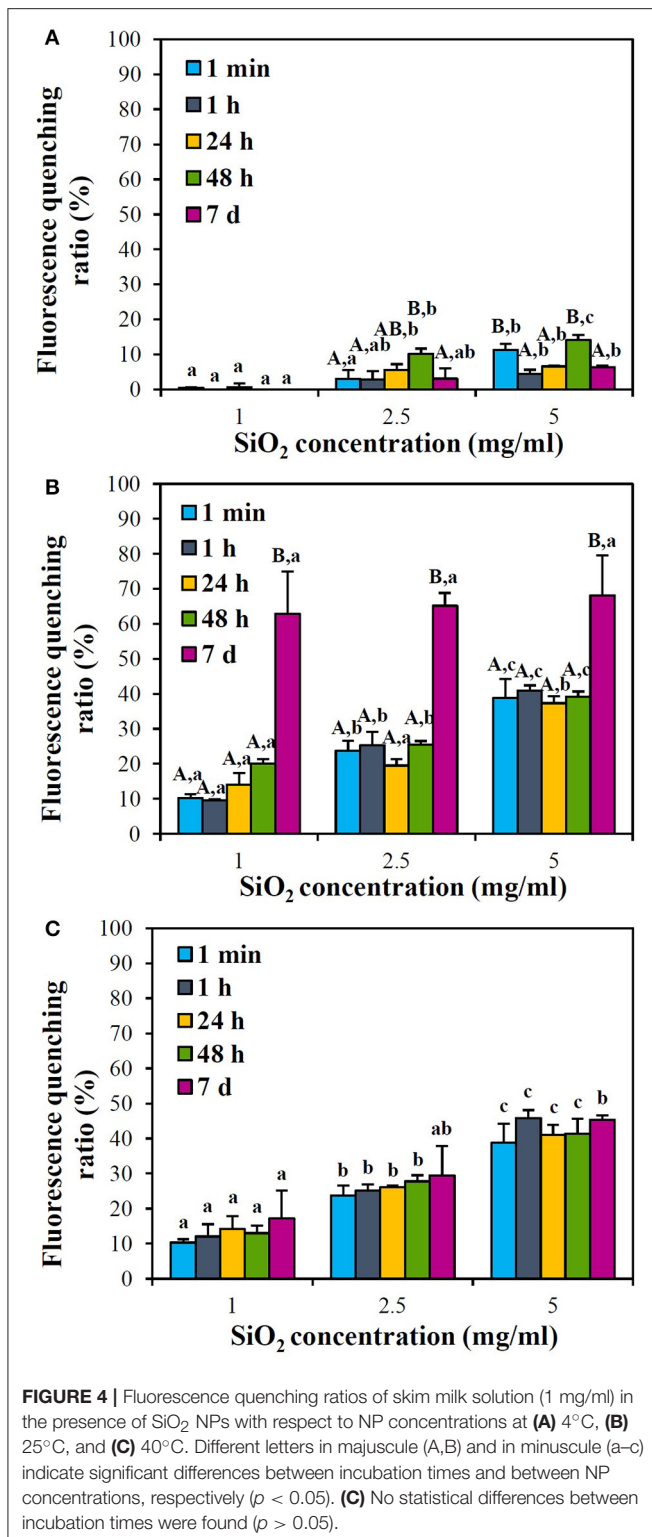 A
Fluorescence quenching
ratio (%)
100
90
80
70
60
50
40
30
20
10
0
1 min
1 h
24 h
48 h
7 d
a a a a a
A,a A,ab AB,b B,b A,ab
B,b A,b A,b B,c A,b
1 2.5 5
SiO₂ concentration (mg/ml)
B
Fluorescence quenching
ratio (%)
100
90
80
70
60
50
40
30
20
10
0
1 min
1 h
24 h
48 h
7 d
A,a A,a A,a A,a B,a
A,b A,b A,a A,b B,a
A,c A,c A,b A,c B,a
1 2.5 5
SiO₂ concentration (mg/ml)
C
Fluorescence quenching
ratio (%)
100
90
80
70
60
50
40
30
20
10
0
1 min
1 h
24 h
48 h
7 d
a a a a a
b b b b ab
c c c c b
1 2.5 5
SiO₂ concentration (mg/ml)
FIGURE 4 | Fluorescence quenching ratios of skim milk solution (1 mg/ml) in
the presence of SiO₂ NPs with respect to NP concentrations at (A) 4°C, (B)
25°C, and (C) 40°C. Different letters in majuscule (A,B) and in minuscule (a–c)
indicate significant differences between incubation times and between NP
concentrations, respectively (p < 0.05). (C) No statistical differences between
incubation times were found (p > 0.05).